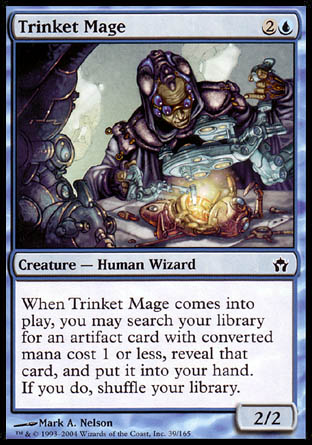 Trinket Mage 2
Creature — Human Wizard
When Trinket Mage comes into
play, you may search your library
for an artifact card with converted
mana cost 1 or less, reveal that
card, and put it into your hand.
If you do, shuffle your library.
Mark A. Nelson
™ & © 1993–2004 Wizards of the Coast, Inc. 39/165
2/2